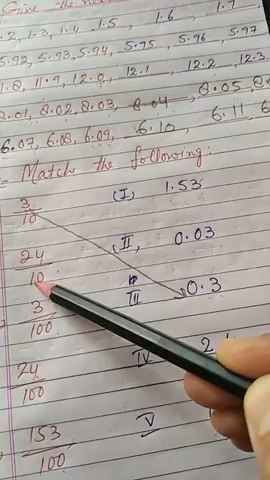 Give the ne
.2, 1.3, 1.4, 1.5, 1.6, 1.7
5.92, 5.93, 5.94, 5.95, 5.96, 5.97
1.8, 11.9, 12.0, 12.1, 12.2, 12.3
8.01, 8.02, 8.03, 8.04, 8.05
6.07, 6.08, 6.09, 6.10, 6.11
Match the following:
3/10 (I) 1.53
24/10 (II, 0.03
3/100 III 0.3
24/100 IV 2.
153/100 V